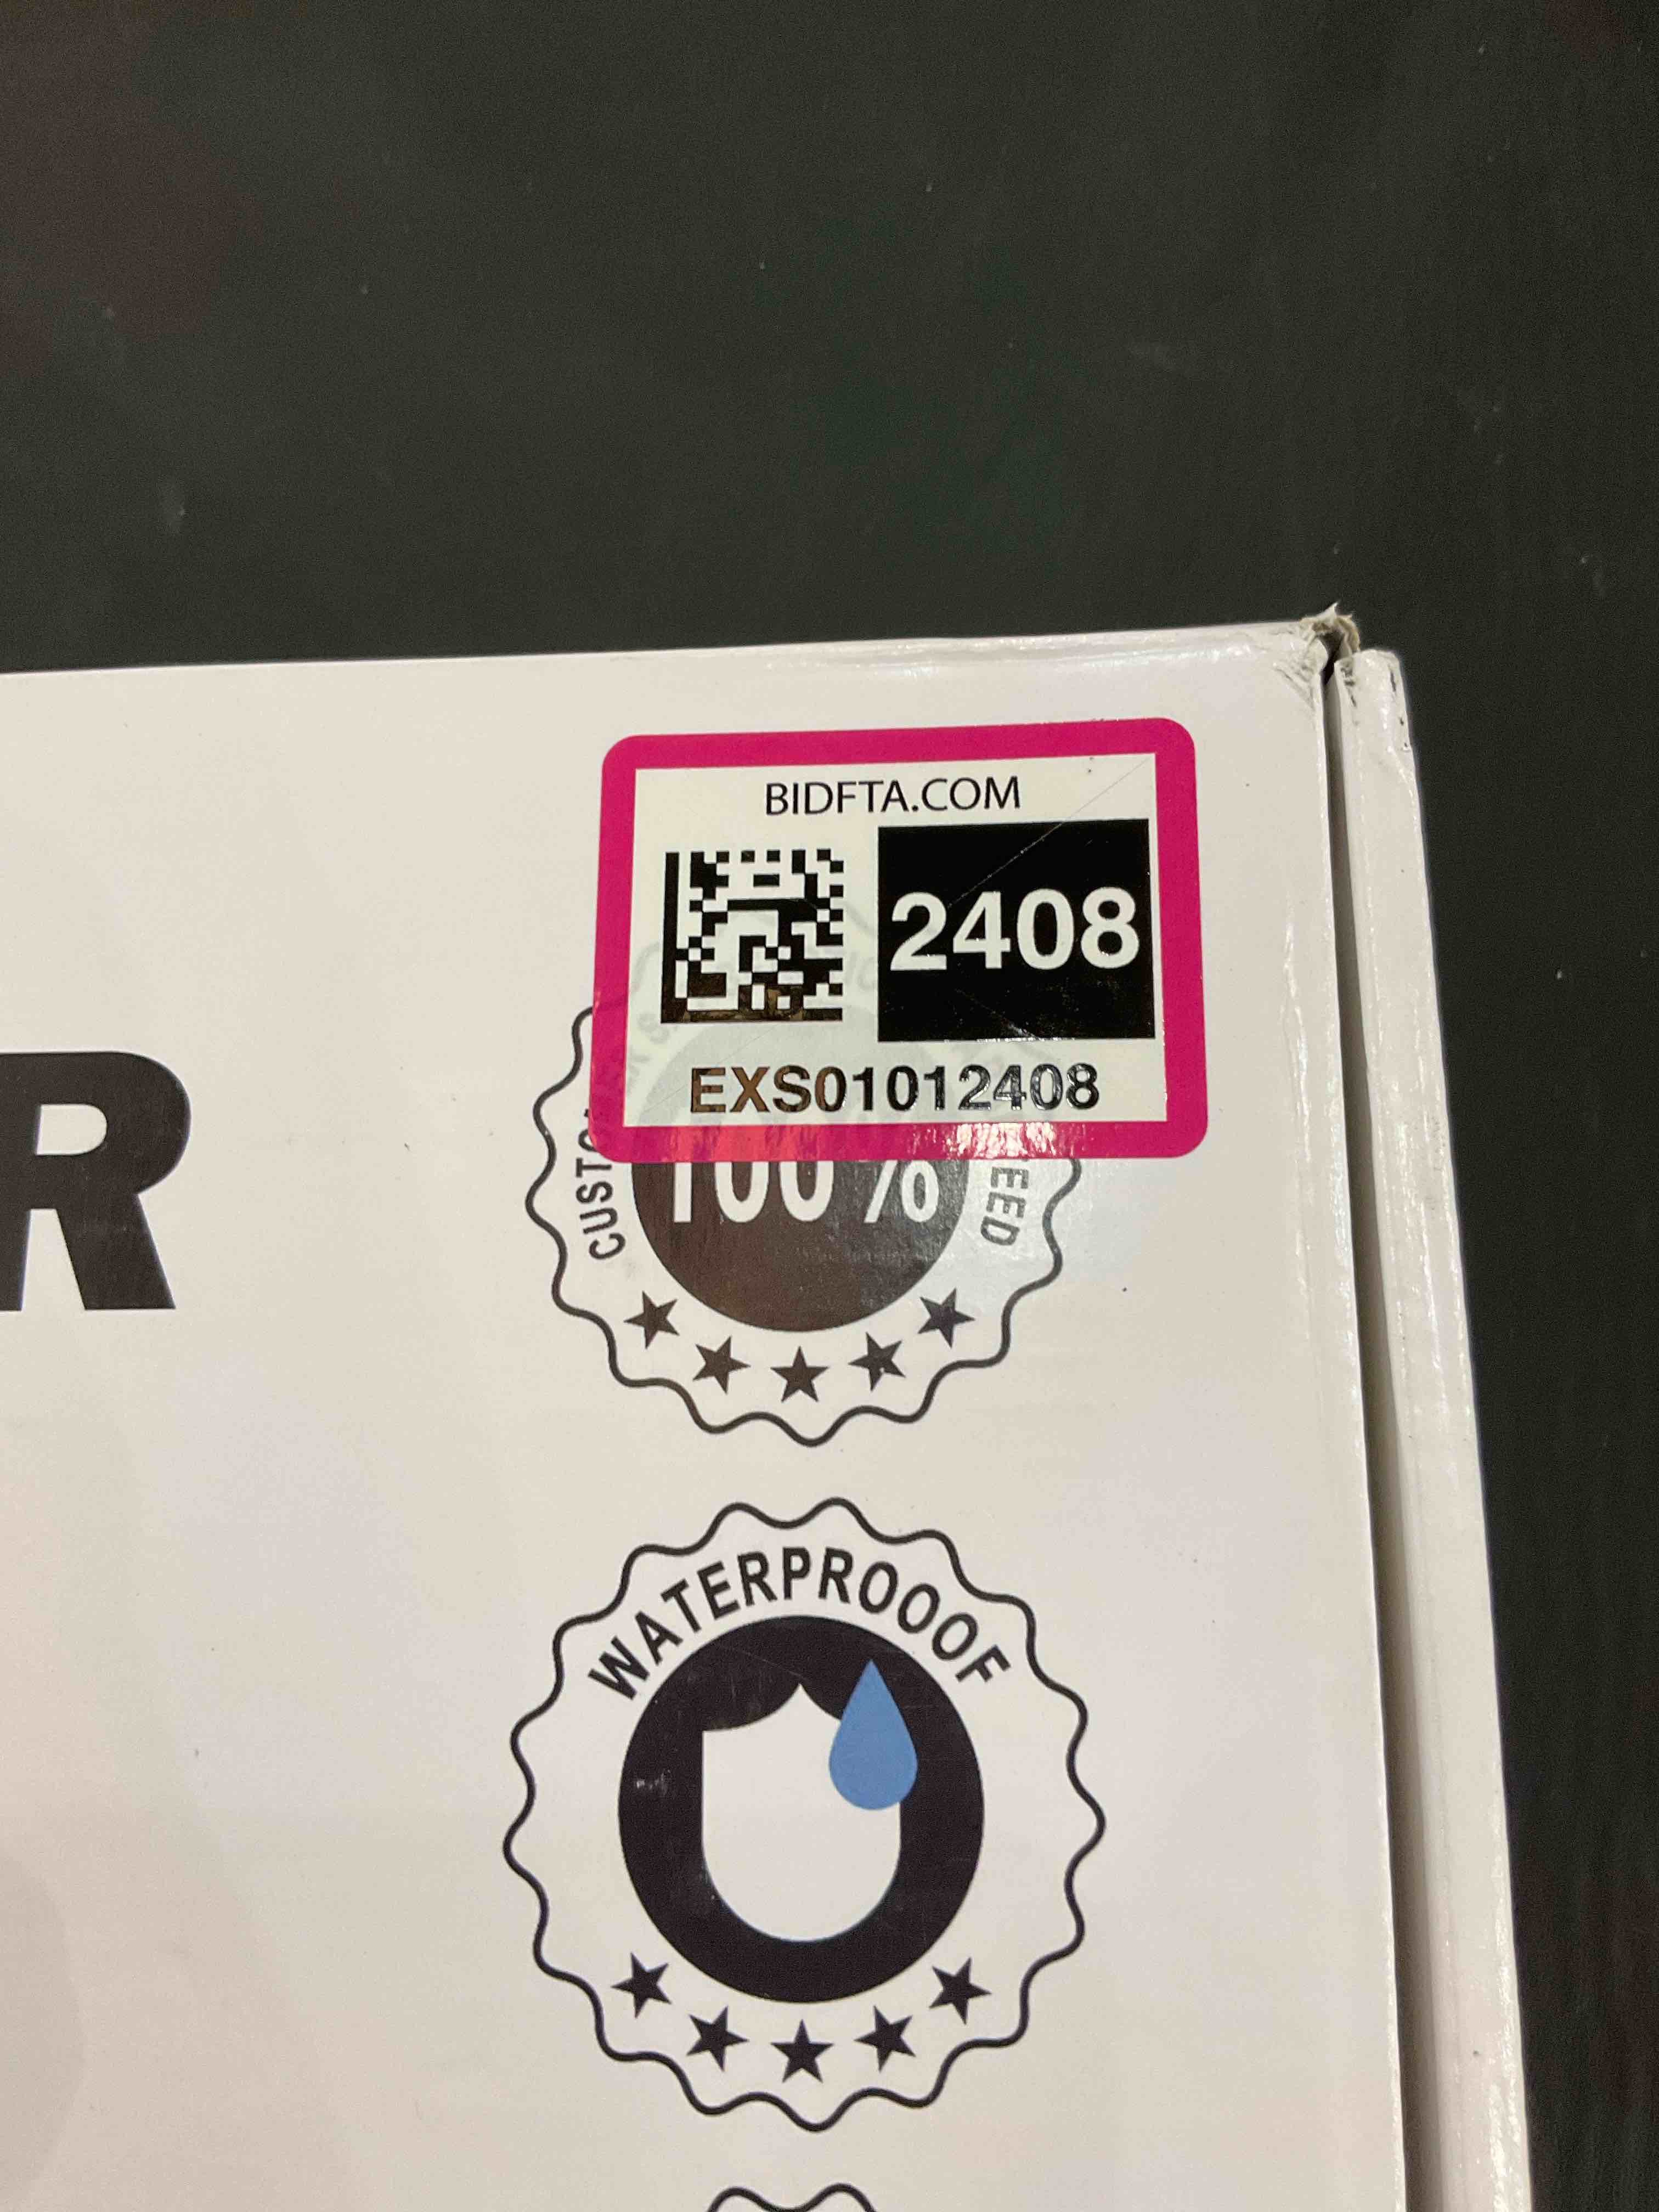 BIDFTA.COM
2408
EXS01012408
R
100%
WATERPROOOF